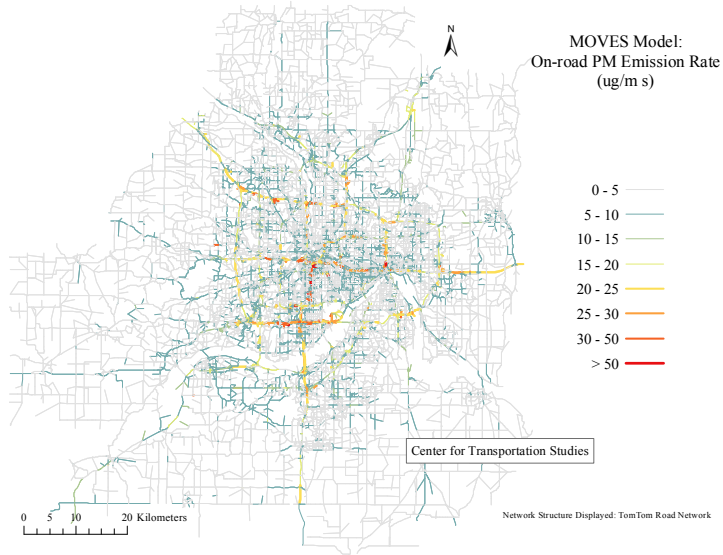 N
MOVES Model:
On-road PM Emission Rate
(ug/m s)
0 - 5
5 - 10
10 - 15
15 - 20
20 - 25
25 - 30
30 - 50
> 50
Center for Transportation Studies
0 5 10 20 Kilometers
Network Structure Displayed: TomTom Road Network